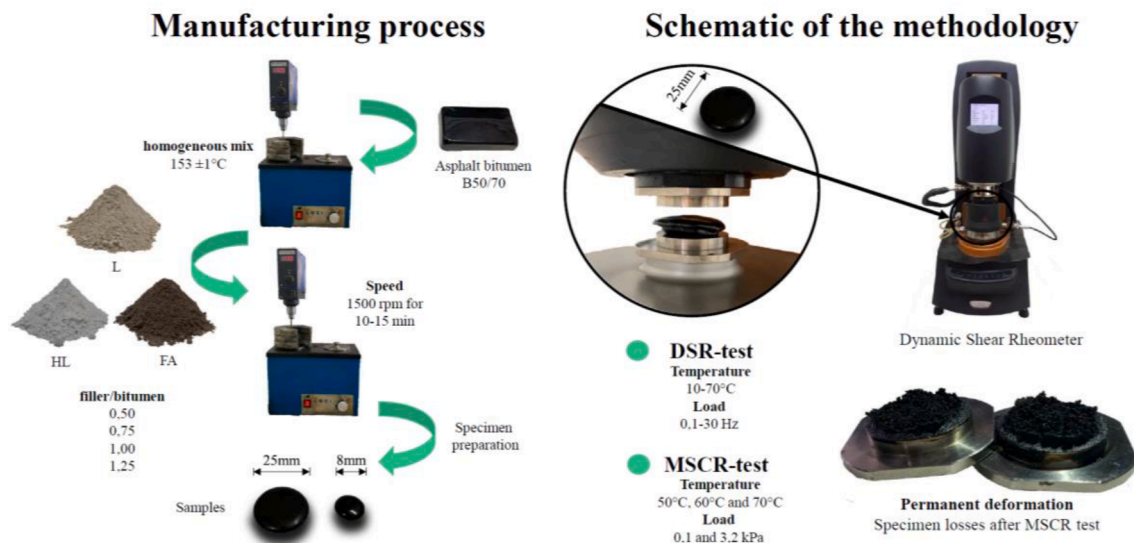 Manufacturing process
homogeneous mix
153 ±1°C
Asphalt bitumen
B50/70
L
HL
FA
Speed
1500 rpm for
10-15 min
filler/bitumen
0,50
0,75
1,00
1,25
Specimen
preparation
25mm
8mm
Samples
Schematic of the methodology
25mm
Dynamic Shear Rheometer
DSR-test
Temperature
10-70°C
Load
0,1-30 Hz
MSCR-test
Temperature
50°C, 60°C and 70°C
Load
0,1 and 3,2 kPa
Permanent deformation
Specimen losses after MSCR test